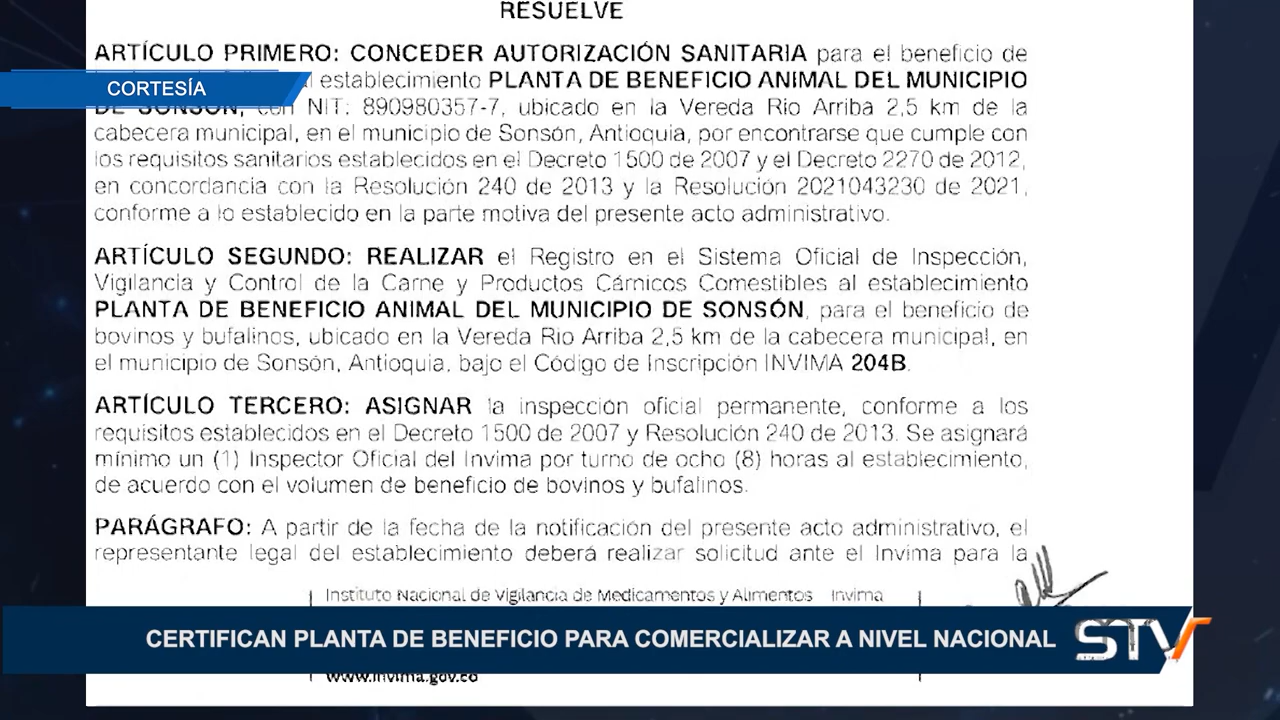 RESUELVE
ARTÍCULO PRIMERO: CONCEDER AUTORIZACIÓN SANITARIA para el beneficio de
CORTESÍA
establecimiento PLANTA DE BENEFICIO ANIMAL DEL MUNICIPIO
DE SONSÓN, con NIT: 890980357-7, ubicado en la Vereda Rio Arriba 2,5 km de la
cabecera municipal, en el municipio de Sonsón, Antioquia, por encontrarse que cumple con
los requisitos sanitarios establecidos en el Decreto 1500 de 2007 y el Decreto 2270 de 2012,
en concordancia con la Resolución 240 de 2013 y la Resolución 2021043230 de 2021,
conforme a lo establecido en la parte motiva del presente acto administrativo.
ARTÍCULO SEGUNDO: REALIZAR el Registro en el Sistema Oficial de Inspección,
Vigilancia y Control de la Carne y Productos Cárnicos Comestibles al establecimiento
PLANTA DE BENEFICIO ANIMAL DEL MUNICIPIO DE SONSÓN, para el beneficio de
bovinos y bufalinos, ubicado en la Vereda Rio Arriba 2,5 km de la cabecera municipal, en
el municipio de Sonsón, Antioquia, bajo el Código de Inscripción INVIMA 204B.
ARTÍCULO TERCERO: ASIGNAR la inspección oficial permanente, conforme a los
requisitos establecidos en el Decreto 1500 de 2007 y Resolución 240 de 2013. Se asignará
mínimo un (1) Inspector Oficial del Invima por turno de ocho (8) horas al establecimiento,
de acuerdo con el volumen de beneficio de bovinos y bufalinos.
PARÁGRAFO: A partir de la fecha de la notificación del presente acto administrativo, el
representante legal del establecimiento deberá realizar solicitud ante el Invima para la
Instituto Nacional de Vigilancia de Medicamentos y Alimentos Invima
CERTIFICAN PLANTA DE BENEFICIO PARA COMERCIALIZAR A NIVEL NACIONAL
STV
www.invima.gov.co